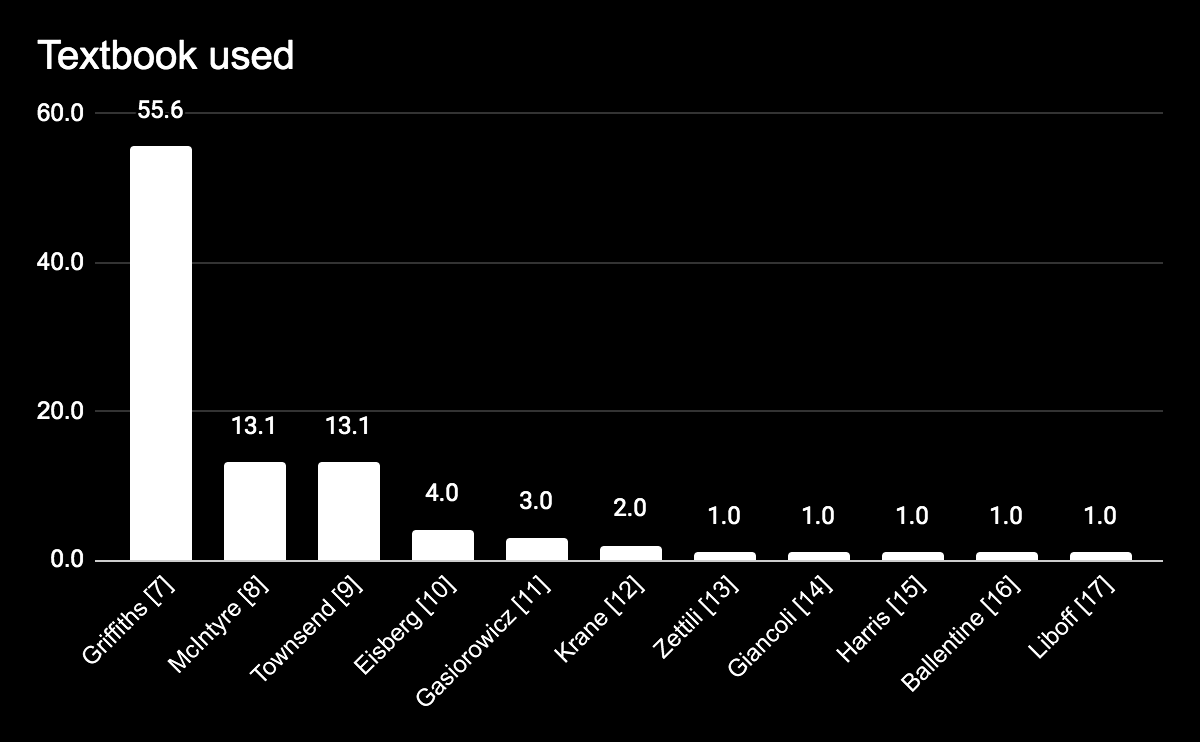 Textbook used
60.0
40.0
20.0
0.0
55.6
13.1
13.1
4.0
3.0
2.0
1.0
1.0
1.0
1.0
1.0
Griffiths [7]
McIntyre [8]
Townsend [9]
Eisberg [10]
Gasiorowicz [11]
Krane [12]
Zettili [13]
Giancoli [14]
Harris [15]
Ballentine [16]
Liboff [17]